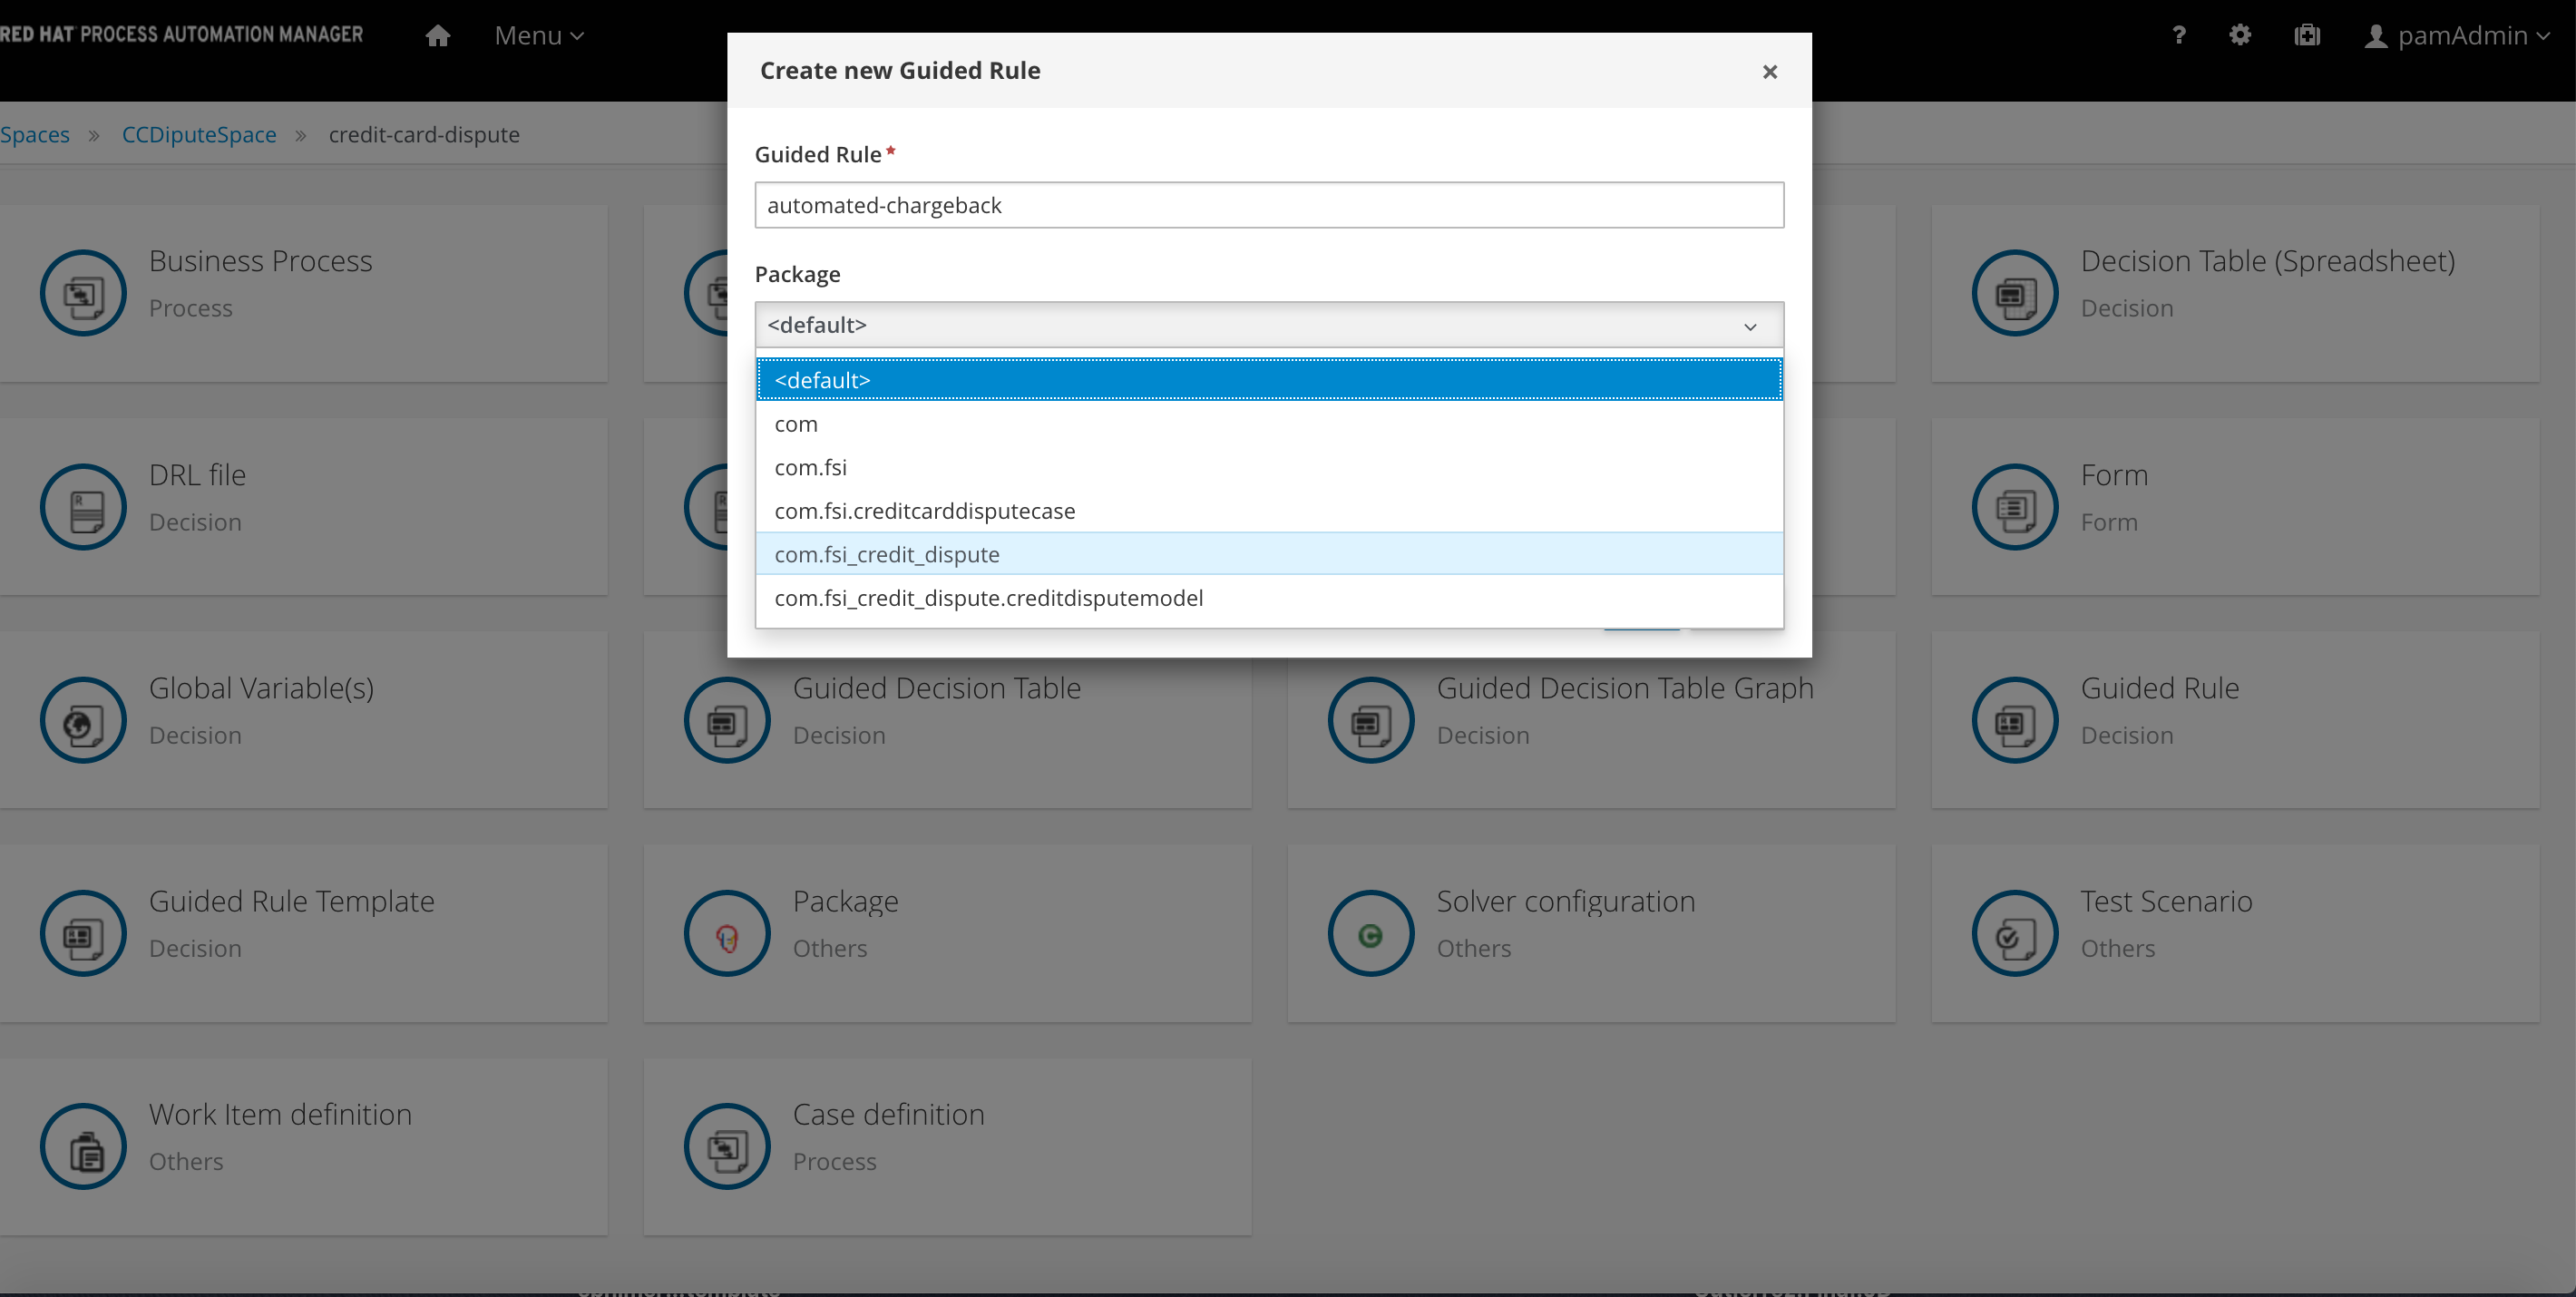 RED HAT PROCESS AUTOMATION MANAGER
Menu
?
pamAdmin
Spaces » CCDiputeSpace » credit-card-dispute
Create new Guided Rule
×
Guided Rule*
automated-chargeback
Package
<default>
<default>
com
com.fsi
com.fsi.creditcarddisputecase
com.fsi_credit_dispute
com.fsi_credit_dispute.creditdisputemodel
Business Process
Process
Decision Table (Spreadsheet)
Decision
DRL file
Decision
Form
Form
Global Variable(s)
Decision
Guided Decision Table
Decision
Guided Decision Table Graph
Decision
Guided Rule
Decision
Guided Rule Template
Decision
Package
Others
Solver configuration
Others
Test Scenario
Others
Work Item definition
Others
Case definition
Process